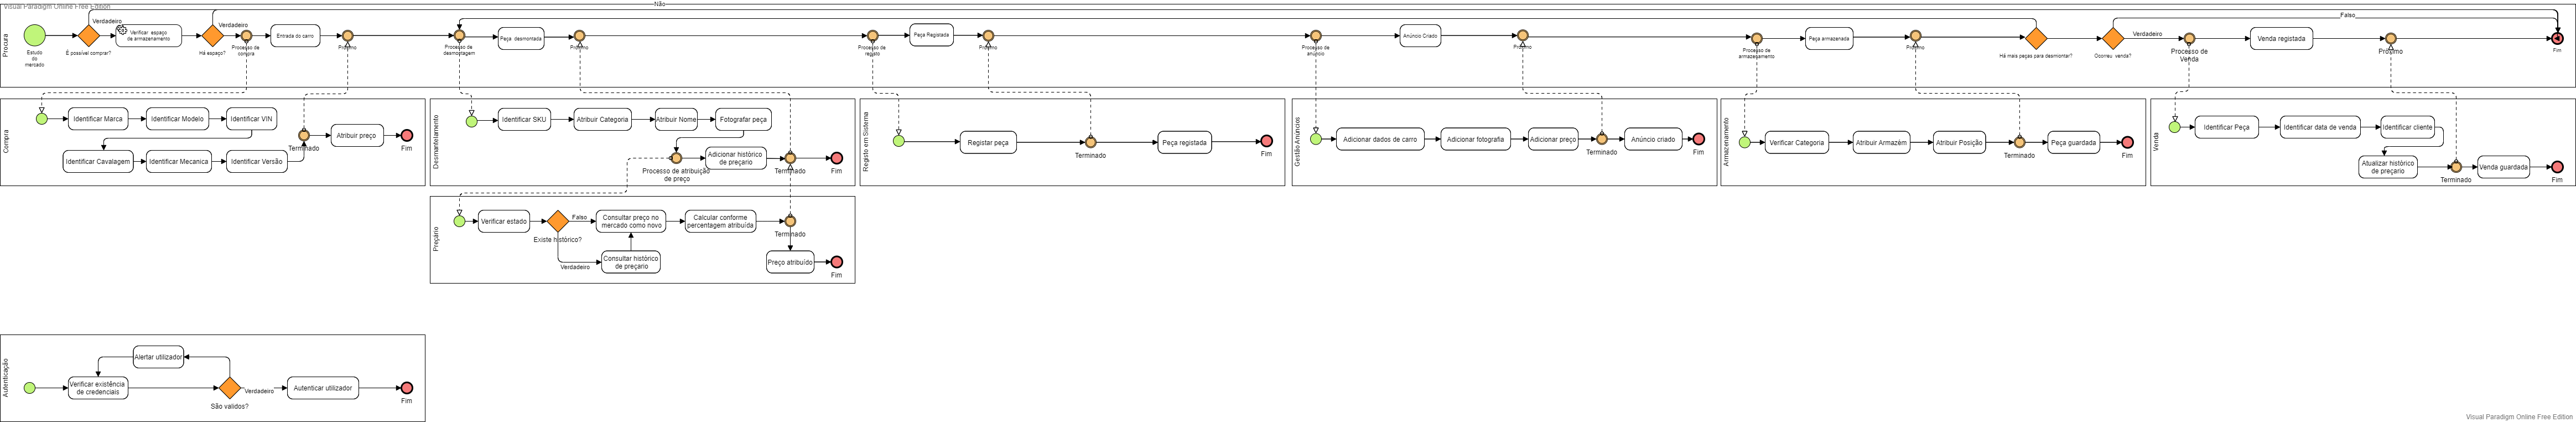 Visual Paradigm Online Free Edition
Não
Procura
Verdadeiro
Verdadeiro
Falso
Verdadeiro
Estudo
do
mercado
É possível comprar?
Verificar espaço
de armazenamento
Há espaço?
Processo de
compra
Entrada do carro
Próximo
Processo de
desmontagem
Peça desmontada
Próximo
Processo de
registo
Peça Registada
Próximo
Processo de
anúncio
Anúncio Criado
Próximo
Processo de
armazenamento
Peça armazenada
Próximo
Há mais peças para desmontar?
Ocorreu venda?
Processo de
Venda
Venda registada
Próximo
Fim
Compra
Identificar Marca
Identificar Modelo
Identificar VIN
Identificar Cavalagem
Identificar Mecanica
Identificar Versão
Terminado
Atribuir preço
Fim
Desmantelamento
Identificar SKU
Atribuir Categoria
Atribuir Nome
Fotografar peça
Processo de atribuição
de preço
Adicionar histórico
de preçario
Terminado
Fim
Registo em Sistema
Registar peça
Terminado
Peça registada
Fim
Gestão Anúncios
Adicionar dados de carro
Adicionar fotografia
Adicionar preço
Terminado
Anúncio criado
Fim
Armazenamento
Verificar Categoria
Atribuir Armazém
Atribuir Posição
Terminado
Peça guardada
Fim
Venda
Identificar Peça
Identificar data de venda
Identificar cliente
Atualizar histórico
de preçario
Terminado
Venda guardada
Fim
Preçário
Verificar estado
Existe histórico?
Falso
Verdadeiro
Consultar preço no
mercado como novo
Consultar histórico
de preçario
Calcular conforme
percentagem atribuída
Terminado
Preço atribuído
Fim
Autenticação
Alertar utilizador
Verificar existência
de credenciais
São validos?
Verdadeiro
Autenticar utilizador
Fim
Visual Paradigm Online Free Edition